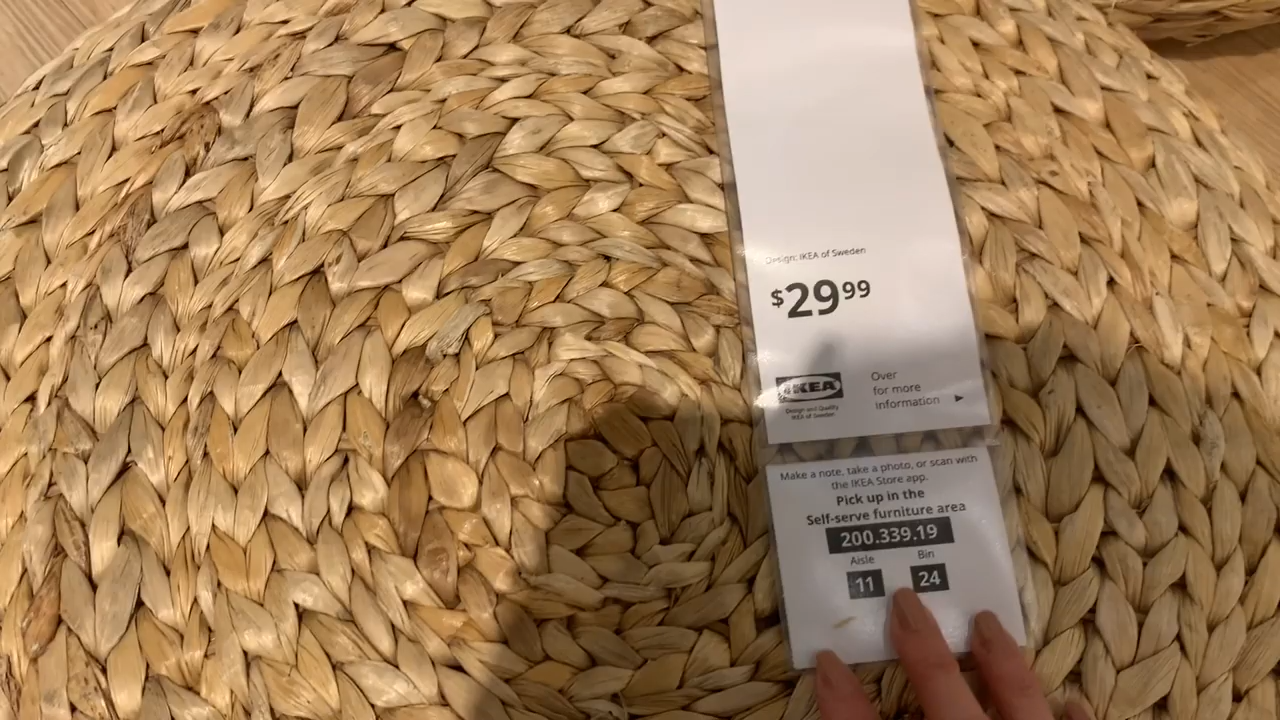 Design: IKEA of Sweden
$29.99
IKEA
Design and Quality
IKEA of Sweden
Over
for more
information
Make a note, take a photo, or scan with
the IKEA Store app.
Pick up in the
Self-serve furniture area
200.339.19
Aisle Bin
11 24